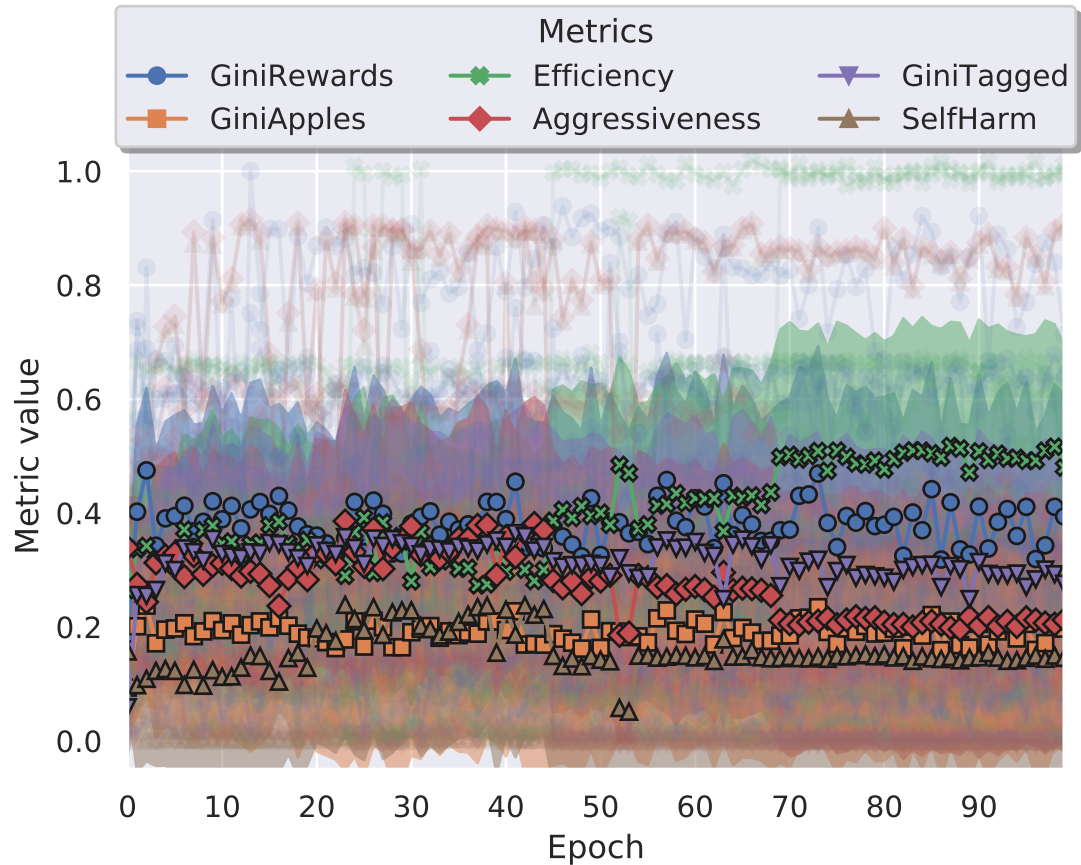 Metrics
GiniRewards Efficiency GiniTagged
GiniApples Aggressiveness SelfHarm
1.0
0.8
0.6
0.4
0.2
0.0
Metric value
0 10 20 30 40 50 60 70 80 90
Epoch